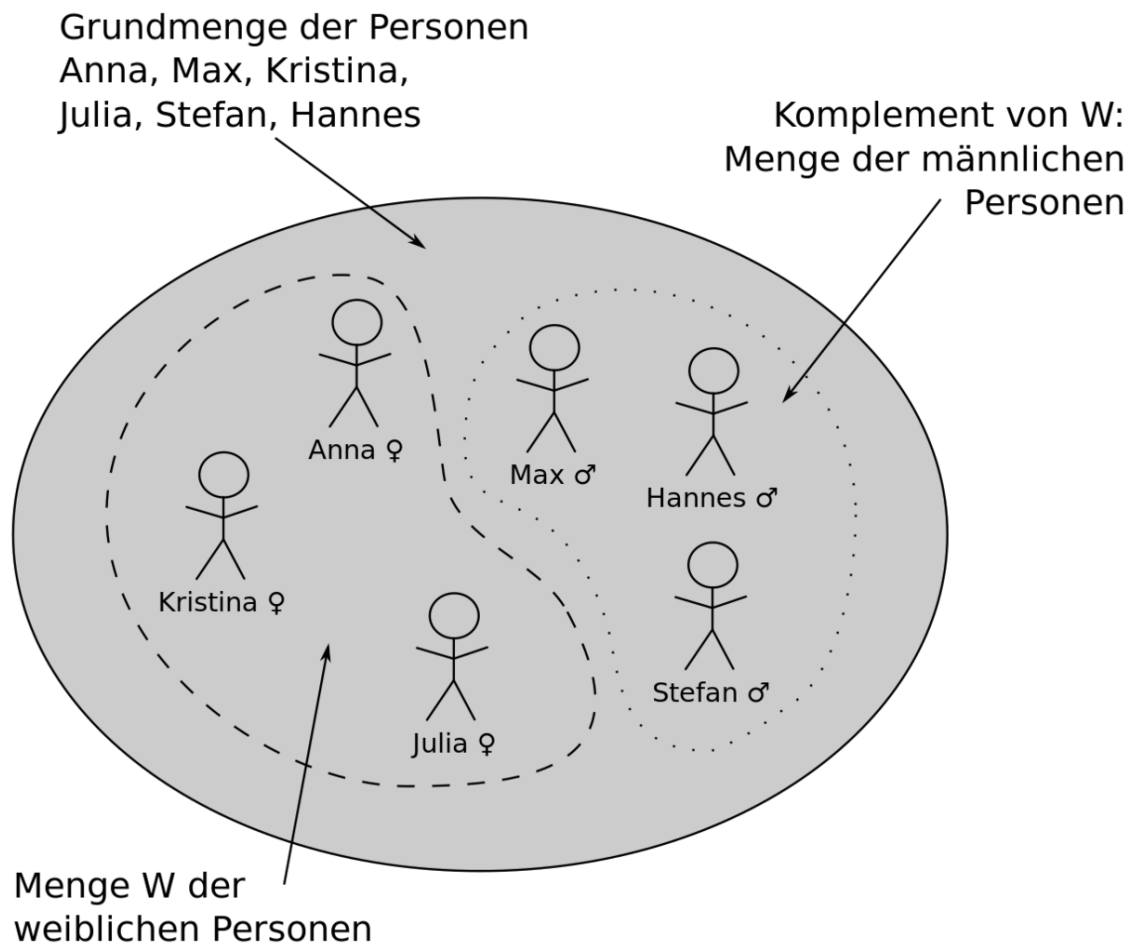 Grundmenge der Personen
Anna, Max, Kristina,
Julia, Stefan, Hannes
Komplement von W:
Menge der männlichen
Personen
Anna ♀
Max ♂
Hannes ♂
Kristina ♀
Stefan ♂
Julia ♀
Menge W der
weiblichen Personen